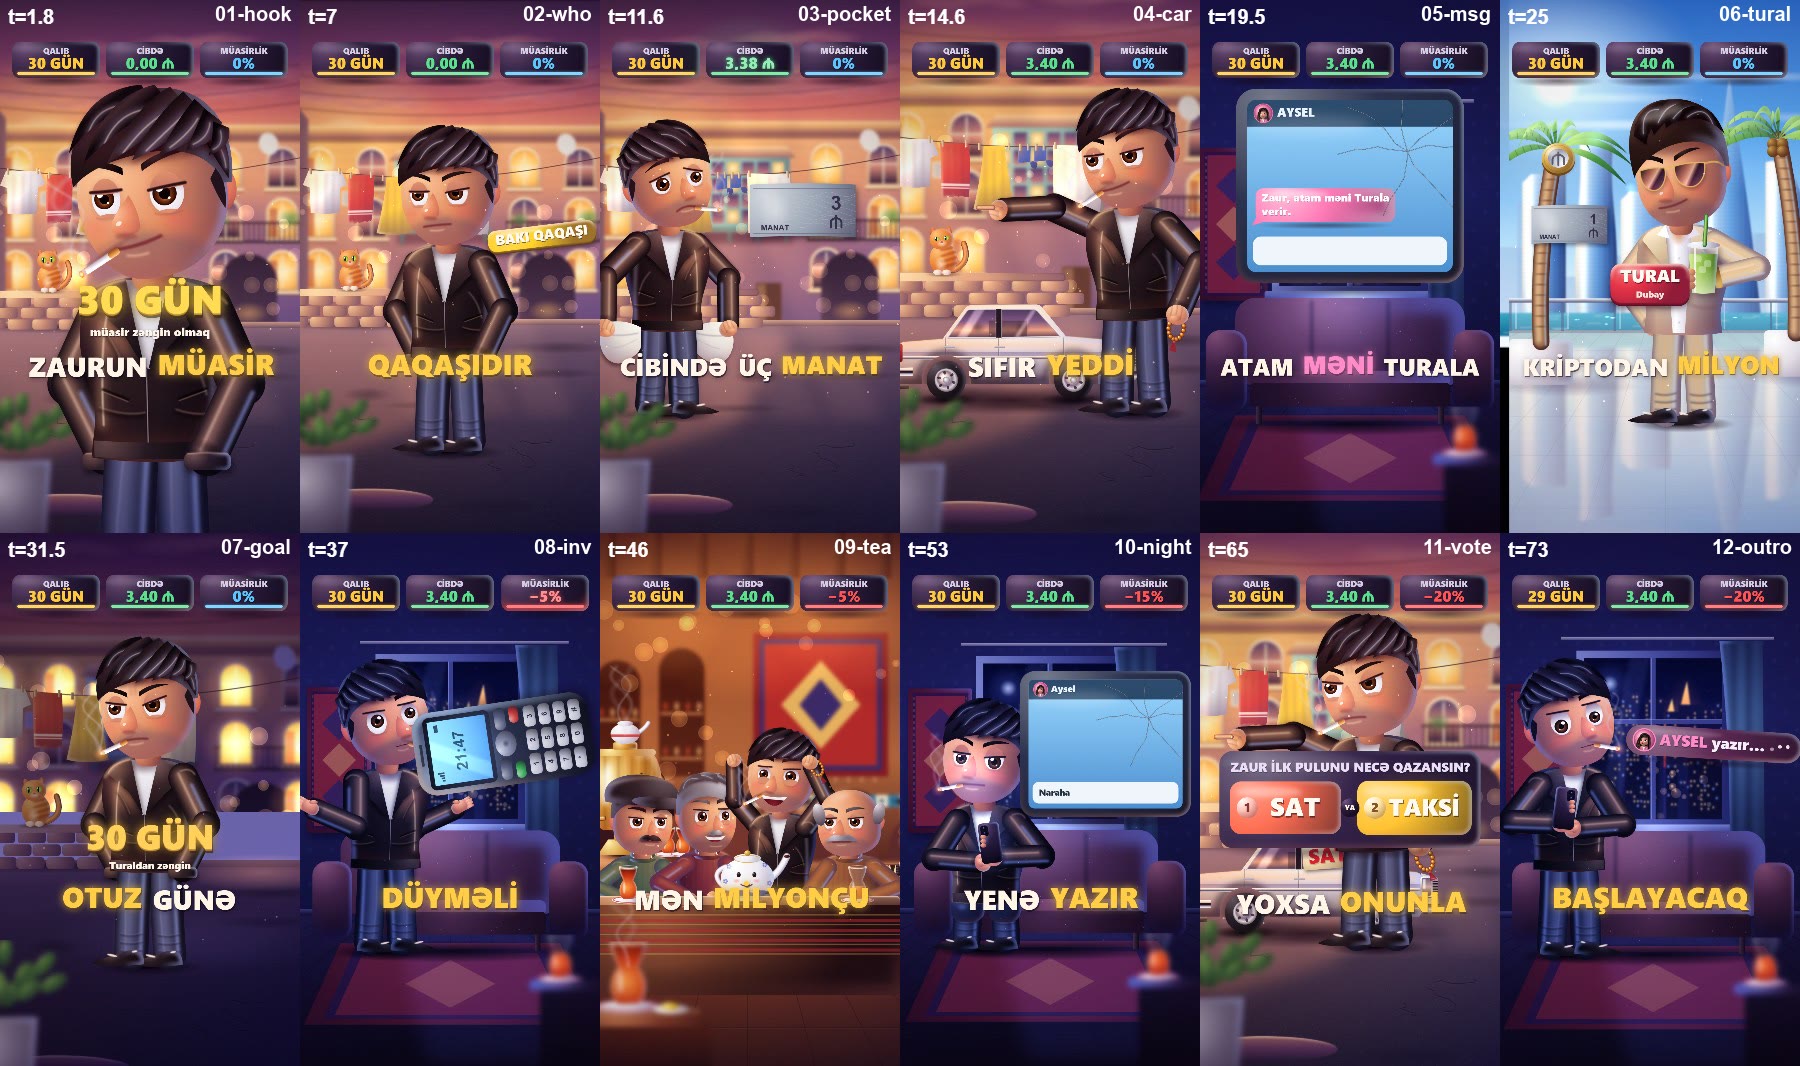 t=1.8 01-hook
QALIB CİBDƏ MÜASİRLİK
30 GÜN 0,00 ₼ 0%
30 GÜN
müasir zəngin olmaq
ZAURUN MÜASİR
t=7 02-who
QALIB CİBDƏ MÜASİRLİK
30 GÜN 0,00 ₼ 0%
BAKI QAQAŞI
QAQAŞIDIR
t=11.6 03-pocket
QALIB CİBDƏ MÜASİRLİK
30 GÜN 3,38 ₼ 0%
3 ₼
MANAT
CİBİNDƏ ÜÇ MANAT
t=14.6 04-car
QALIB CİBDƏ MÜASİRLİK
30 GÜN 3,40 ₼ 0%
SIFIR YEDDİ
t=19.5 05-msg
QALIB CİBDƏ MÜASİRLİK
30 GÜN 3,40 ₼ 0%
AYSEL
Zaur, atam məni Turala
verir.
ATAM MƏNİ TURALA
t=25 06-tural
QALIB CİBDƏ MÜASİRLİK
30 GÜN 3,40 ₼ 0%
₼
1 ₼
MANAT
TURAL
Dubay
KRİPTODAN MİLYON
t=31.5 07-goal
QALIB CİBDƏ MÜASİRLİK
30 GÜN 3,40 ₼ 0%
30 GÜN
Turaldan zəngin
OTUZ GÜNƏ
t=37 08-inv
QALIB CİBDƏ MÜASİRLİK
30 GÜN 3,40 ₼ −5%
21:47
DÜYMƏLİ
t=46 09-tea
QALIB CİBDƏ MÜASİRLİK
30 GÜN 3,40 ₼ −5%
MƏN MİLYONÇU
t=53 10-night
QALIB CİBDƏ MÜASİRLİK
30 GÜN 3,40 ₼ −15%
Aysel
Naraha
YENƏ YAZIR
t=65 11-vote
QALIB CİBDƏ MÜASİRLİK
30 GÜN 3,40 ₼ −20%
ZAUR İLK PULUNU NECƏ QAZANSIN?
1 SAT YA 2 TAKSİ
YOXSA ONUNLA
t=73 12-outro
QALIB CİBDƏ MÜASİRLİK
29 GÜN 3,40 ₼ −20%
AYSEL yazır...
BAŞLAYACAQ